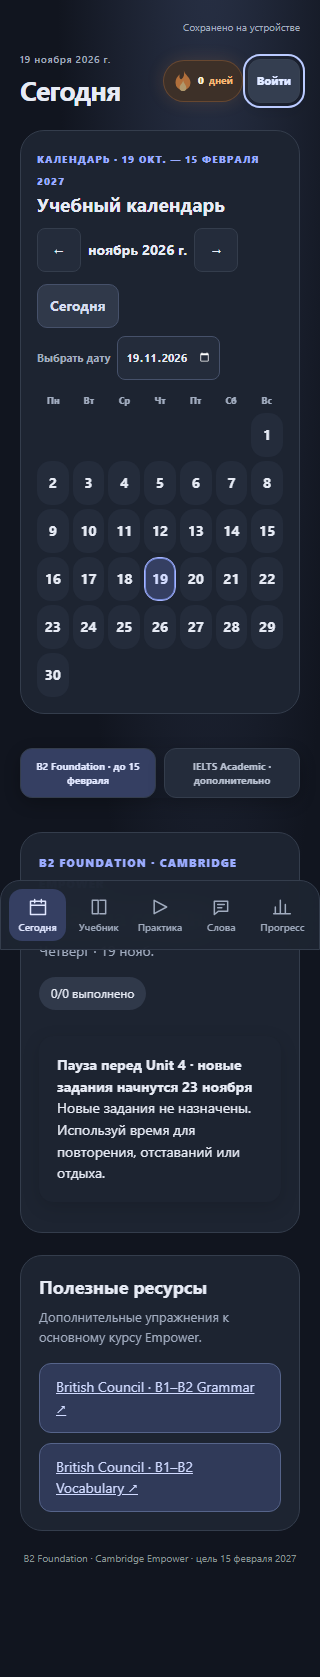 Сохранено на устройстве
19 ноября 2026 г.
Сегодня
0 дней
Войти
КАЛЕНДАРЬ · 19 ОКТ. — 15 ФЕВРАЛЯ
2027
Учебный календарь
← ноябрь 2026 г. →
Сегодня
Выбрать дату 19.11.2026
Пн Вт Ср Чт Пт Сб Вс
1
2 3 4 5 6 7 8
9 10 11 12 13 14 15
16 17 18 19 20 21 22
23 24 25 26 27 28 29
30
B2 Foundation · до 15
февраля
IELTS Academic ·
дополнительно
B2 FOUNDATION · CAMBRIDGE
Сегодня Учебник Практика Слова Прогресс
Четверг · 19 нояб.
0/0 выполнено
Пауза перед Unit 4 · новые
задания начнутся 23 ноября
Новые задания не назначены.
Используй время для
повторения, отставаний или
отдыха.
Полезные ресурсы
Дополнительные упражнения к
основному курсу Empower.
British Council · B1–B2 Grammar
↗
British Council · B1–B2
Vocabulary ↗
B2 Foundation · Cambridge Empower · цель 15 февраля 2027